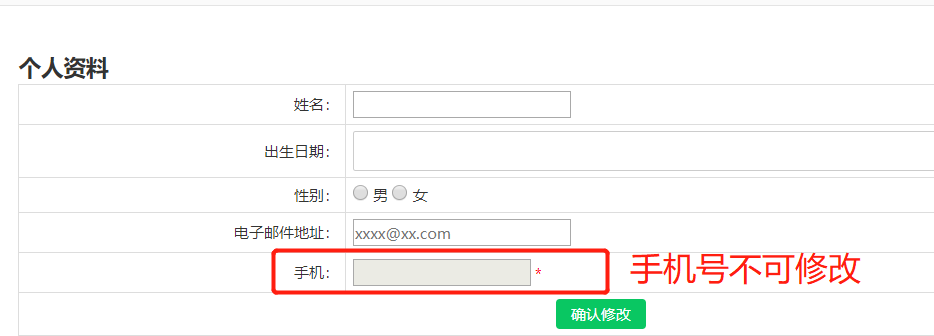 个人资料
姓名：
出生日期：
性别： 男 女
电子邮件地址： xxxx@xx.com
手机： * 手机号不可修改
确认修改